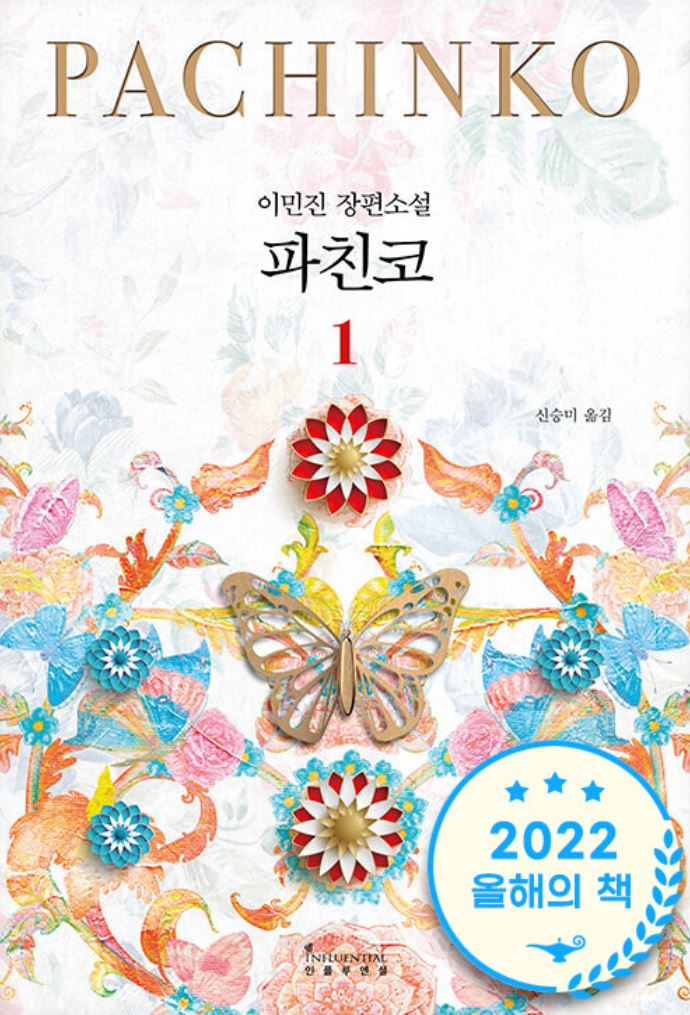 PACHINKO
이민진 장편소설
파친코
1
신승미 옮김
2022
올해의 책
INFLUENTIAL
인플루엔셜